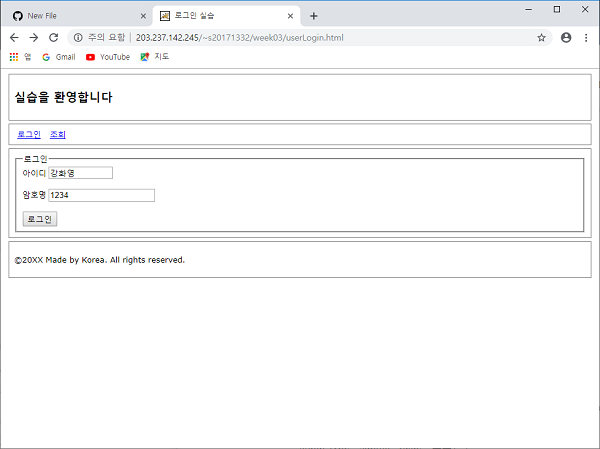 New File
로그인 실습
주의 요함 203.237.142.245/~s20171332/week03/userLogin.html
앱 Gmail YouTube 지도
실습을 환영합니다
로그인 조회
로그인
아이디 강화영
암호명 1234
로그인
©20XX Made by Korea. All rights reserved.